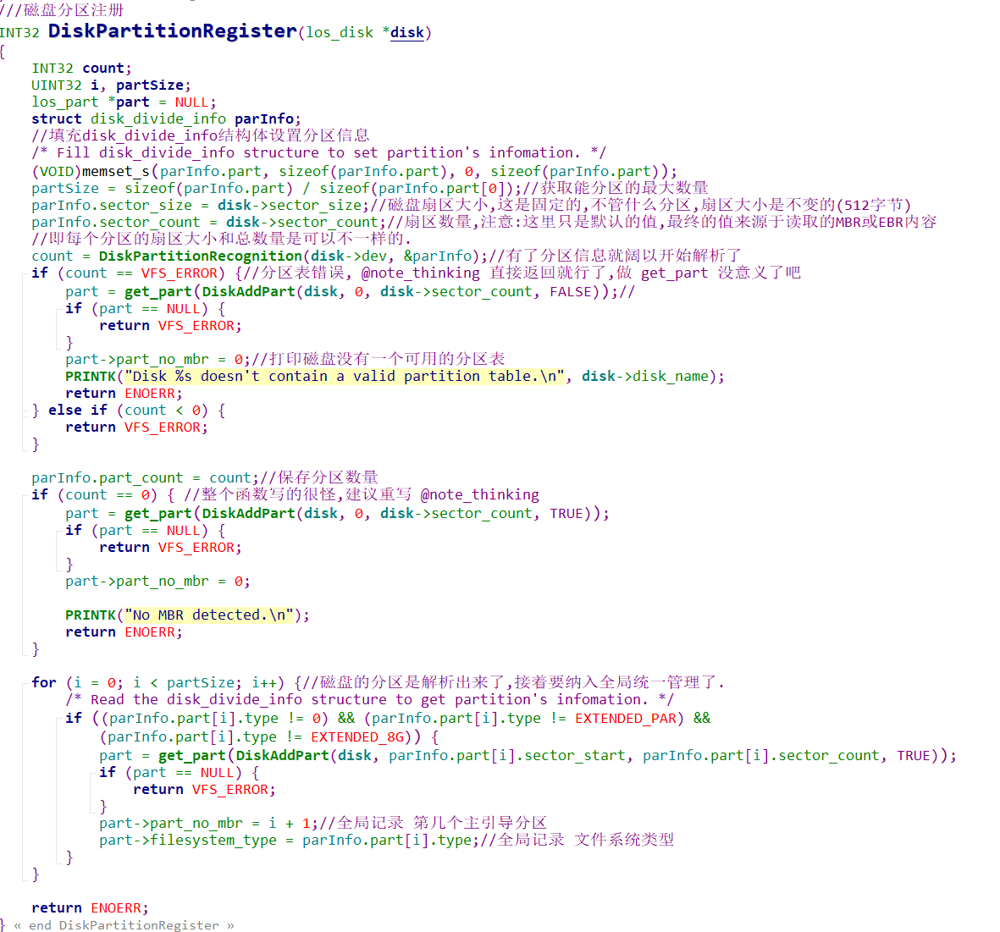 ///磁盘分区注册
INT32 DiskPartitionRegister(los_disk *disk)
{
    INT32 count;
    UINT32 i, partSize;
    los_part *part = NULL;
    struct disk_divide_info parInfo;
    //填充disk_divide_info结构体设置分区信息
    /* Fill disk_divide_info structure to set partition's infomation. */
    (VOID)memset_s(parInfo.part, sizeof(parInfo.part), 0, sizeof(parInfo.part));
    partSize = sizeof(parInfo.part) / sizeof(parInfo.part[0]);//获取能分区的最大数量
    parInfo.sector_size = disk->sector_size;//磁盘扇区大小,这是固定的,不管什么分区,扇区大小是不变的(512字节)
    parInfo.sector_count = disk->sector_count;//扇区数量,注意:这里只是默认的值,最终的值来源于读取的MBR或EBR内容
    //即每个分区的扇区大小和总数量是可以不一样的.
    count = DiskPartitionRecognition(disk->dev, &parInfo);//有了分区信息就阔以开始解析了
    if (count == VFS_ERROR) {//分区表错误, @note_thinking 直接返回就行了,做 get_part 没意义了吧
        part = get_part(DiskAddPart(disk, 0, disk->sector_count, FALSE));//
        if (part == NULL) {
            return VFS_ERROR;
        }
        part->part_no_mbr = 0;//打印磁盘没有一个可用的分区表
        PRINTK("Disk %s doesn't contain a valid partition table.\n", disk->disk_name);
        return ENOERR;
    } else if (count < 0) {
        return VFS_ERROR;
    }

    parInfo.part_count = count;//保存分区数量
    if (count == 0) { //整个函数写的很怪,建议重写 @note_thinking
        part = get_part(DiskAddPart(disk, 0, disk->sector_count, TRUE));
        if (part == NULL) {
            return VFS_ERROR;
        }
        part->part_no_mbr = 0;

        PRINTK("No MBR detected.\n");
        return ENOERR;
    }

    for (i = 0; i < partSize; i++) {//磁盘的分区是解析出来了,接着要纳入全局统一管理了.
        /* Read the disk_divide_info structure to get partition's infomation. */
        if ((parInfo.part[i].type != 0) && (parInfo.part[i].type != EXTENDED_PAR) &&
            (parInfo.part[i].type != EXTENDED_8G)) {
            part = get_part(DiskAddPart(disk, parInfo.part[i].sector_start, parInfo.part[i].sector_count, TRUE));
            if (part == NULL) {
                return VFS_ERROR;
            }
            part->part_no_mbr = i + 1;//全局记录 第几个主引导分区
            part->filesystem_type = parInfo.part[i].type;//全局记录 文件系统类型
        }
    }

    return ENOERR;
} « end DiskPartitionRegister »